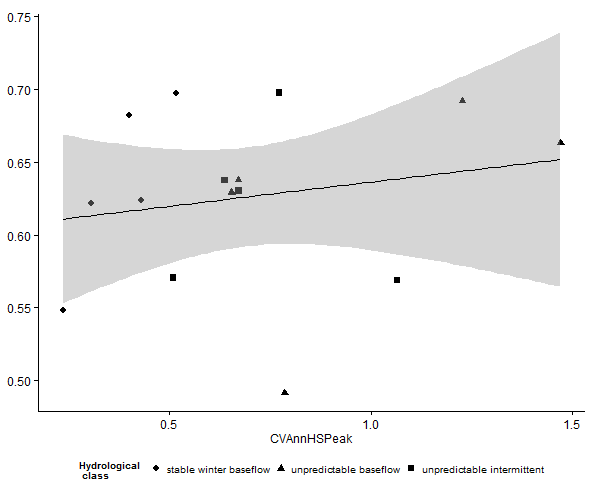 0.75
0.70
0.65
0.60
0.55
0.50
0.5 1.0 1.5
CVAnnHSPeak
Hydrological
class
stable winter baseflow unpredictable baseflow unpredictable intermittent